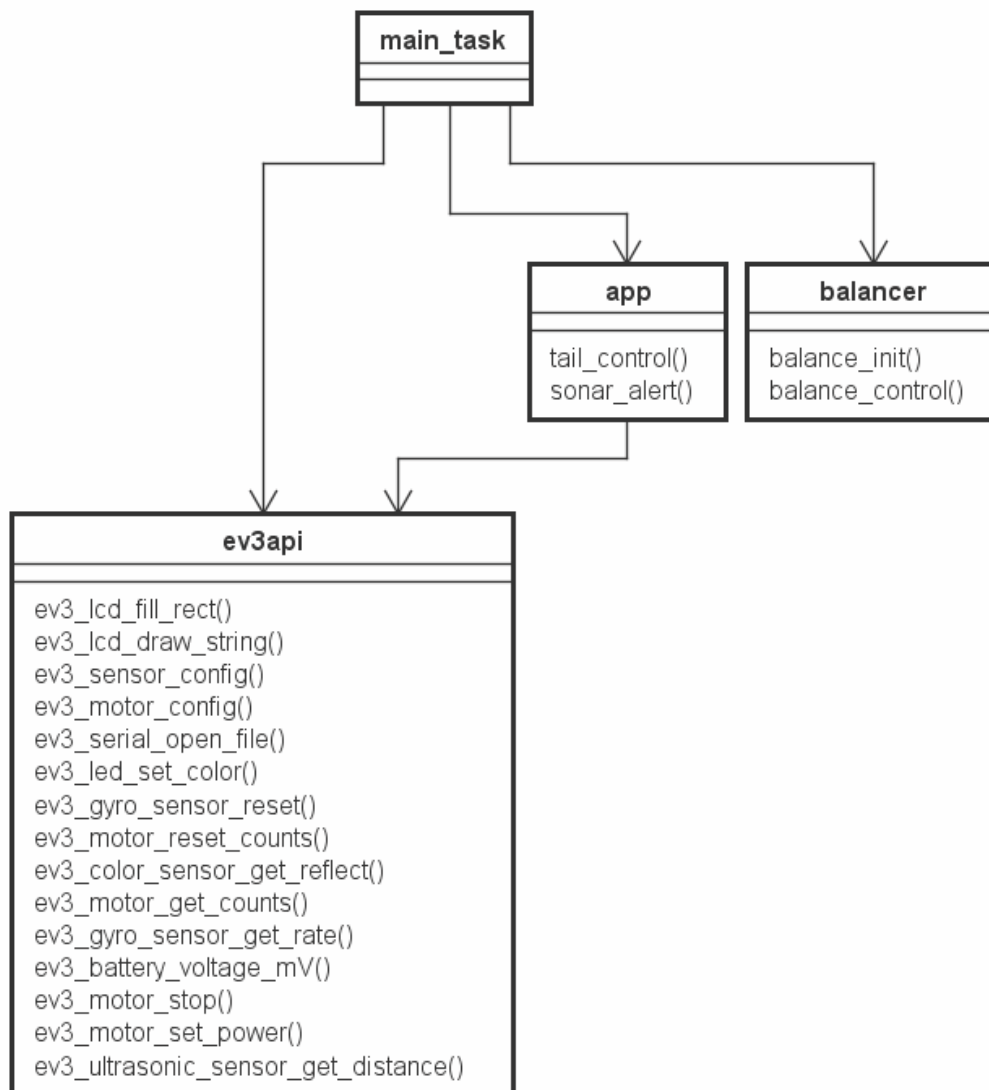 main_task
app
tail_control()
sonar_alert()
balancer
balance_init()
balance_control()
ev3api
ev3_lcd_fill_rect()
ev3_lcd_draw_string()
ev3_sensor_config()
ev3_motor_config()
ev3_serial_open_file()
ev3_led_set_color()
ev3_gyro_sensor_reset()
ev3_motor_reset_counts()
ev3_color_sensor_get_reflect()
ev3_motor_get_counts()
ev3_gyro_sensor_get_rate()
ev3_battery_voltage_mV()
ev3_motor_stop()
ev3_motor_set_power()
ev3_ultrasonic_sensor_get_distance()